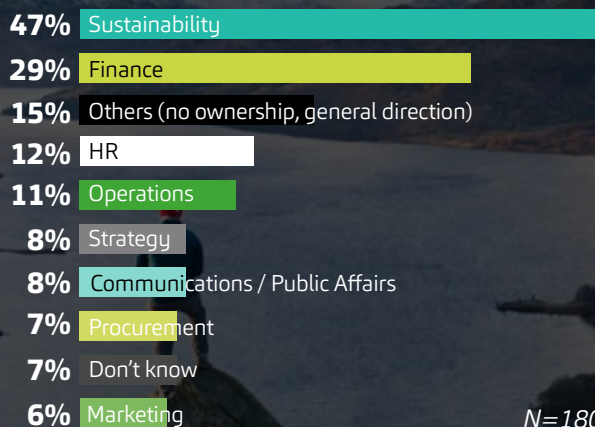 47% Sustainability
29% Finance
15% Others (no ownership, general direction)
12% HR
11% Operations
8% Strategy
8% Communications / Public Affairs
7% Procurement
7% Don't know
6% Marketing
N=180